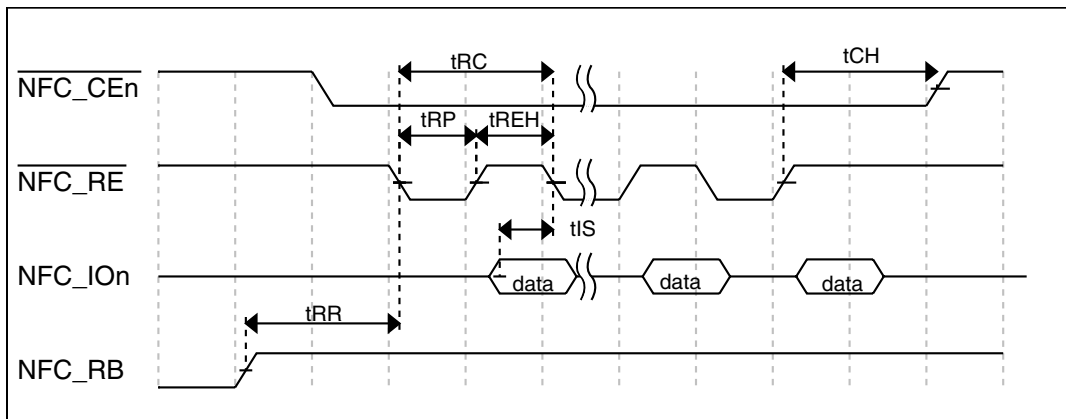 tRC
tCH
NFC_CEn
tRP
tREH
NFC_RE
tIS
NFC_IOn
data
data
data
tRR
NFC_RB